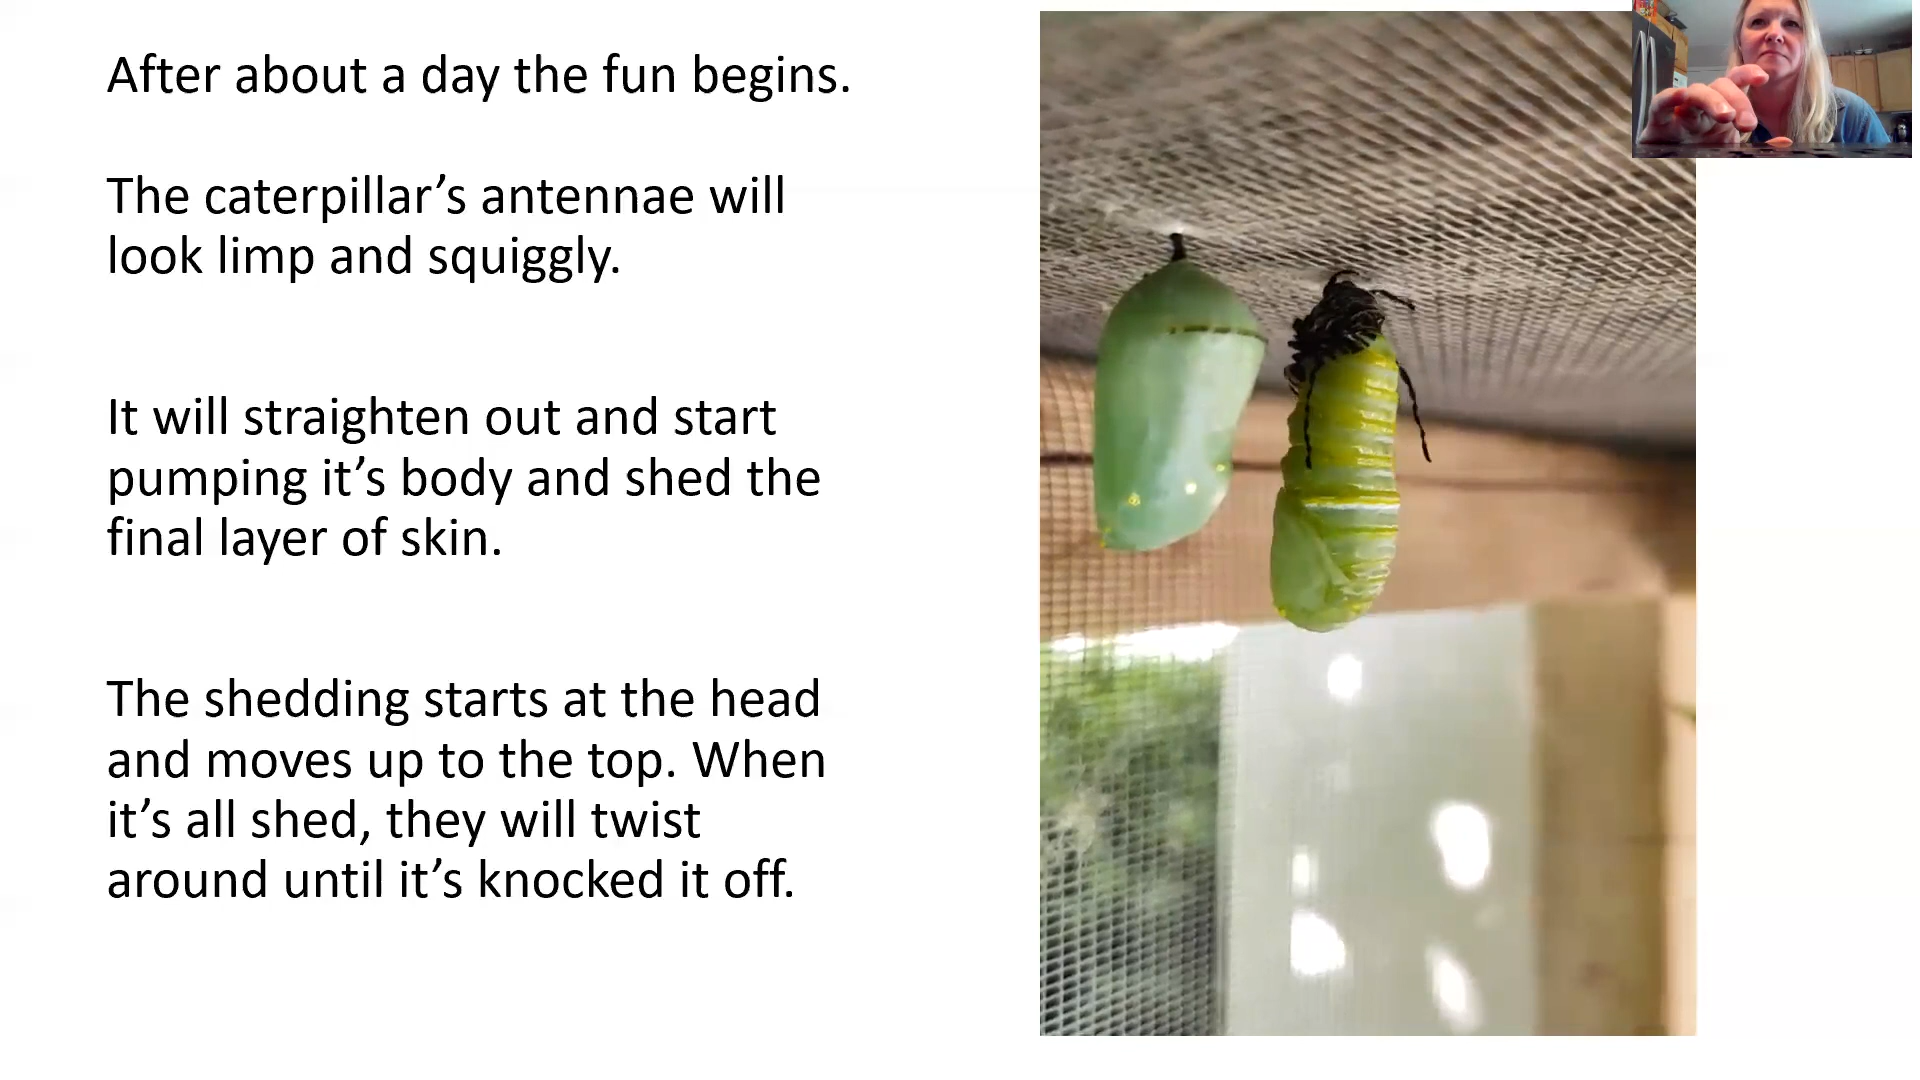 After about a day the fun begins.
The caterpillar’s antennae will
look limp and squiggly.
It will straighten out and start
pumping it’s body and shed the
final layer of skin.
The shedding starts at the head
and moves up to the top. When
it’s all shed, they will twist
around until it’s knocked it off.